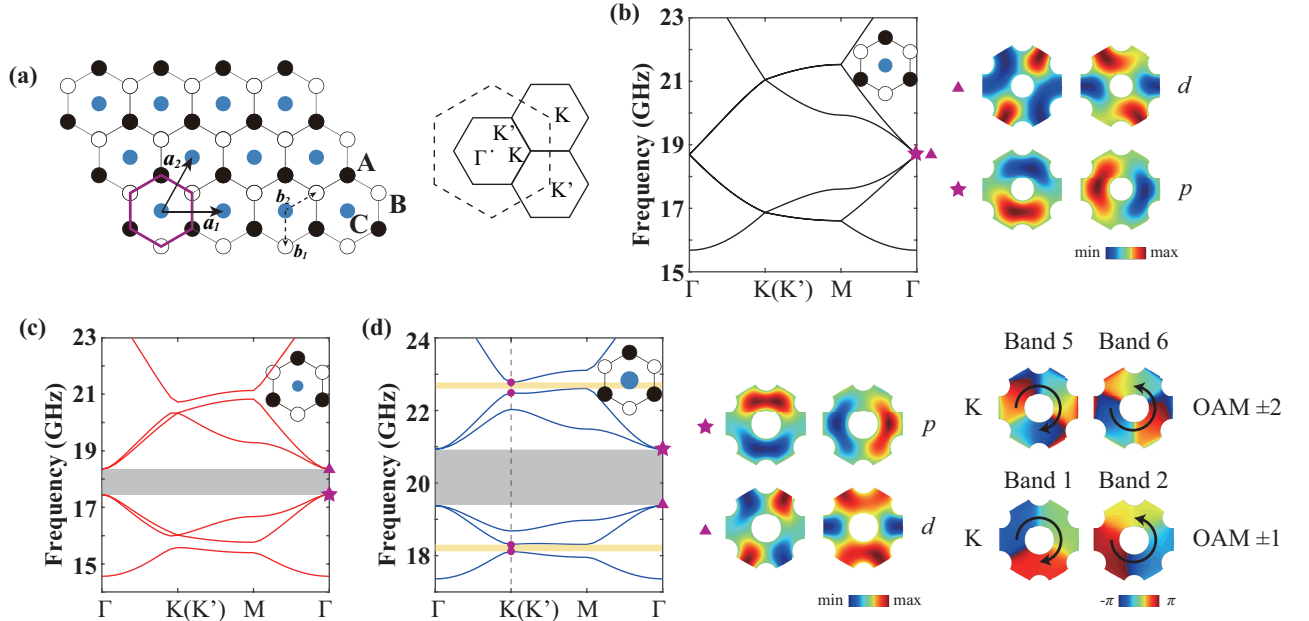 (a)
a₂
a₁
b₂
b₁
A
B
C
K
K'
Γ
K
K'
(b)
Frequency (GHz)
23
21
19
17
15
Γ
K(K')
M
Γ
d
p
min
max
(c)
Frequency (GHz)
23
21
19
18
17
15
Γ
K(K')
M
Γ
(d)
Frequency (GHz)
24
22
20
18
Γ
K(K')
M
Γ
p
d
min
max
Band 5
Band 6
K
OAM ±2
Band 1
Band 2
K
OAM ±1
-π
π